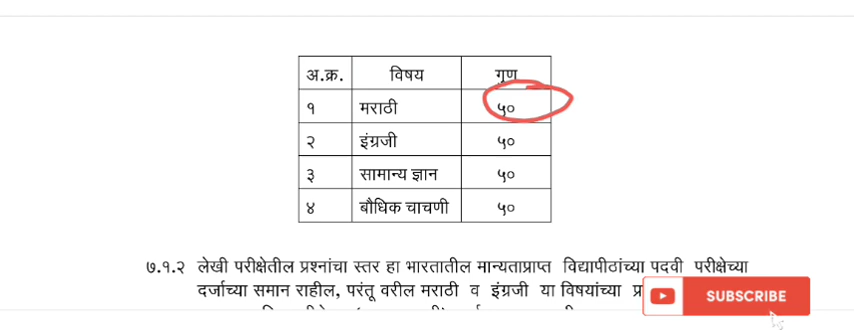 अ.क्र. विषय गुण
१ मराठी ५०
२ इंग्रजी ५०
३ सामान्य ज्ञान ५०
४ बौधिक चाचणी ५०
७.१.२ लेखी परीक्षेतील प्रश्नांचा स्तर हा भारतातील मान्यताप्राप्त विद्यापीठांच्या पदवी परीक्षेच्या
दर्जाच्या समान राहील, परंतू वरील मराठी व इंग्रजी या विषयांच्या प्र
SUBSCRIBE